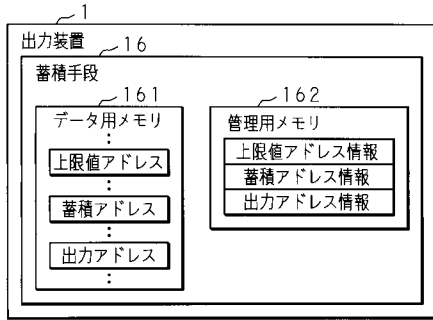 1
出力装置
16
蓄積手段
161
データ用メモリ
︙
上限値アドレス
︙
蓄積アドレス
︙
出力アドレス
︙
162
管理用メモリ
上限値アドレス情報
蓄積アドレス情報
出力アドレス情報